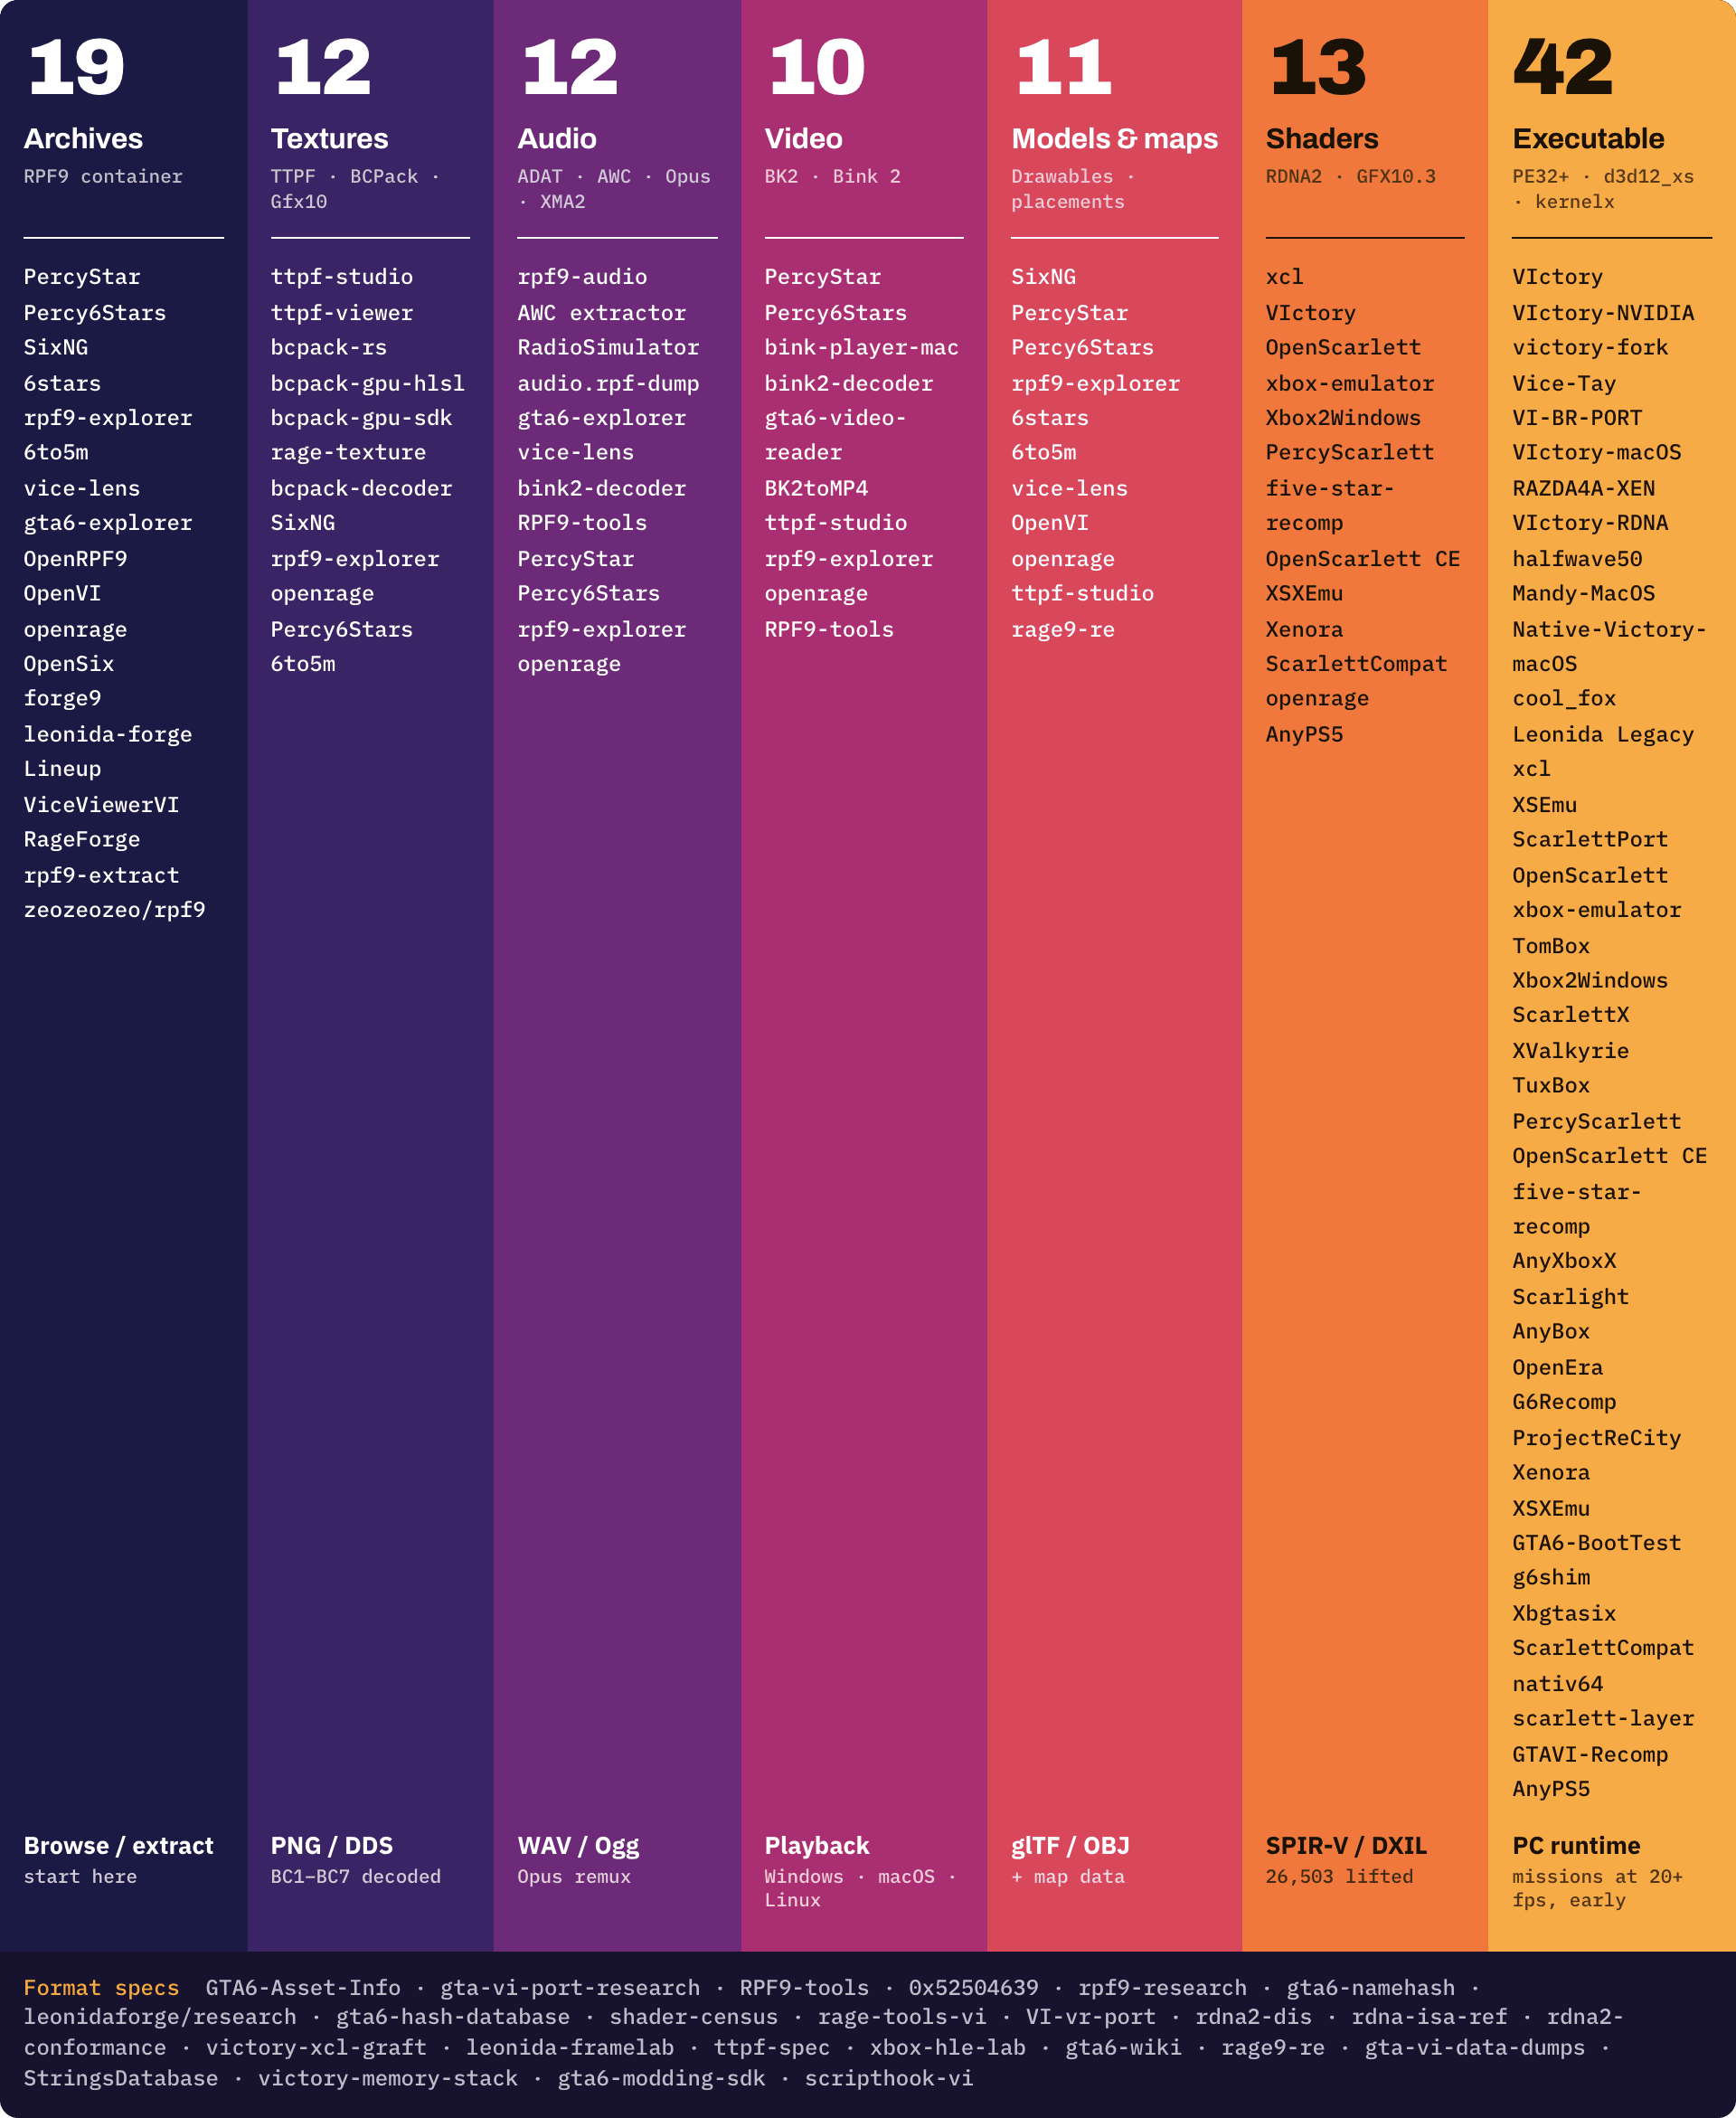 19
Archives
RPF9 container
PercyStar
Percy6Stars
SixNG
6stars
rpf9-explorer
6to5m
vice-lens
gta6-explorer
OpenRPF9
OpenVI
openrage
OpenSix
forge9
leonida-forge
Lineup
ViceViewerVI
RageForge
rpf9-extract
zeozeozeo/rpf9
Browse / extract
start here
12
Textures
TTPF · BCPack ·
Gfx10
ttpf-studio
ttpf-viewer
bcpack-rs
bcpack-gpu-hlsl
bcpack-gpu-sdk
rage-texture
bcpack-decoder
SixNG
rpf9-explorer
openrage
Percy6Stars
6to5m
PNG / DDS
BC1–BC7 decoded
12
Audio
ADAT · AWC · Opus
· XMA2
rpf9-audio
AWC extractor
RadioSimulator
audio.rpf-dump
gta6-explorer
vice-lens
bink2-decoder
RPF9-tools
PercyStar
Percy6Stars
rpf9-explorer
openrage
WAV / Ogg
Opus remux
10
Video
BK2 · Bink 2
PercyStar
Percy6Stars
bink-player-mac
bink2-decoder
gta6-video-
reader
BK2toMP4
ttpf-studio
rpf9-explorer
openrage
RPF9-tools
Playback
Windows · macOS ·
Linux
11
Models & maps
Drawables ·
placements
SixNG
PercyStar
Percy6Stars
rpf9-explorer
6stars
6to5m
vice-lens
OpenVI
openrage
ttpf-studio
rage9-re
glTF / OBJ
+ map data
13
Shaders
RDNA2 · GFX10.3
xcl
VIctory
OpenScarlett
xbox-emulator
Xbox2Windows
PercyScarlett
five-star-
recomp
OpenScarlett CE
XSXEmu
Xenora
ScarlettCompat
openrage
AnyPS5
SPIR-V / DXIL
26,503 lifted
42
Executable
PE32+ · d3d12_xs
· kernelx
VIctory
VIctory-NVIDIA
victory-fork
Vice-Tay
VI-BR-PORT
VIctory-macOS
RAZDA4A-XEN
VIctory-RDNA
halfwave50
Mandy-MacOS
Native-Victory-
macOS
cool_fox
Leonida Legacy
xcl
XSEmu
ScarlettPort
OpenScarlett
xbox-emulator
TomBox
Xbox2Windows
ScarlettX
XValkyrie
TuxBox
PercyScarlett
OpenScarlett CE
five-star-
recomp
AnyXboxX
Scarlight
AnyBox
OpenEra
G6Recomp
ProjectReCity
Xenora
XSXEmu
GTA6-BootTest
g6shim
Xbgtasix
ScarlettCompat
nativ64
scarlett-layer
GTAVI-Recomp
AnyPS5
PC runtime
missions at 20+
fps, early
Format specs GTA6-Asset-Info · gta-vi-port-research · RPF9-tools · 0x52504639 · rpf9-research · gta6-namehash ·
leonidaforge/research · gta6-hash-database · shader-census · rage-tools-vi · VI-vr-port · rdna2-dis · rdna-isa-ref · rdna2-
conformance · victory-xcl-graft · leonida-framelab · ttpf-spec · xbox-hle-lab · gta6-wiki · rage9-re · gta-vi-data-dumps ·
StringsDatabase · victory-memory-stack · gta6-modding-sdk · scripthook-vi